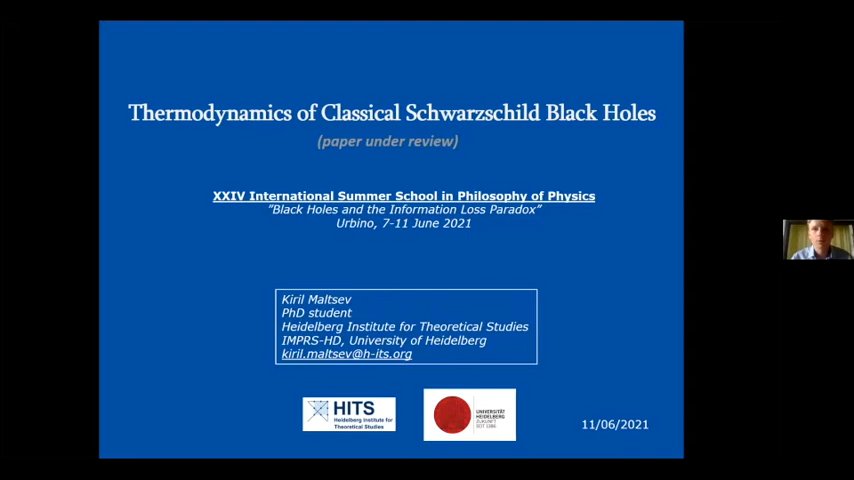 Thermodynamics of Classical Schwarzschild Black Holes
(paper under review)
XXIV International Summer School in Philosophy of Physics
"Black Holes and the Information Loss Paradox"
Urbino, 7-11 June 2021
Kiril Maltsev
PhD student
Heidelberg Institute for Theoretical Studies
IMPRS-HD, University of Heidelberg
kiril.maltsev@h-its.org
HITS
Heidelberg Institute for
Theoretical Studies
UNIVERSITÄT
HEIDELBERG
ZUKUNFT
SEIT 1386
11/06/2021